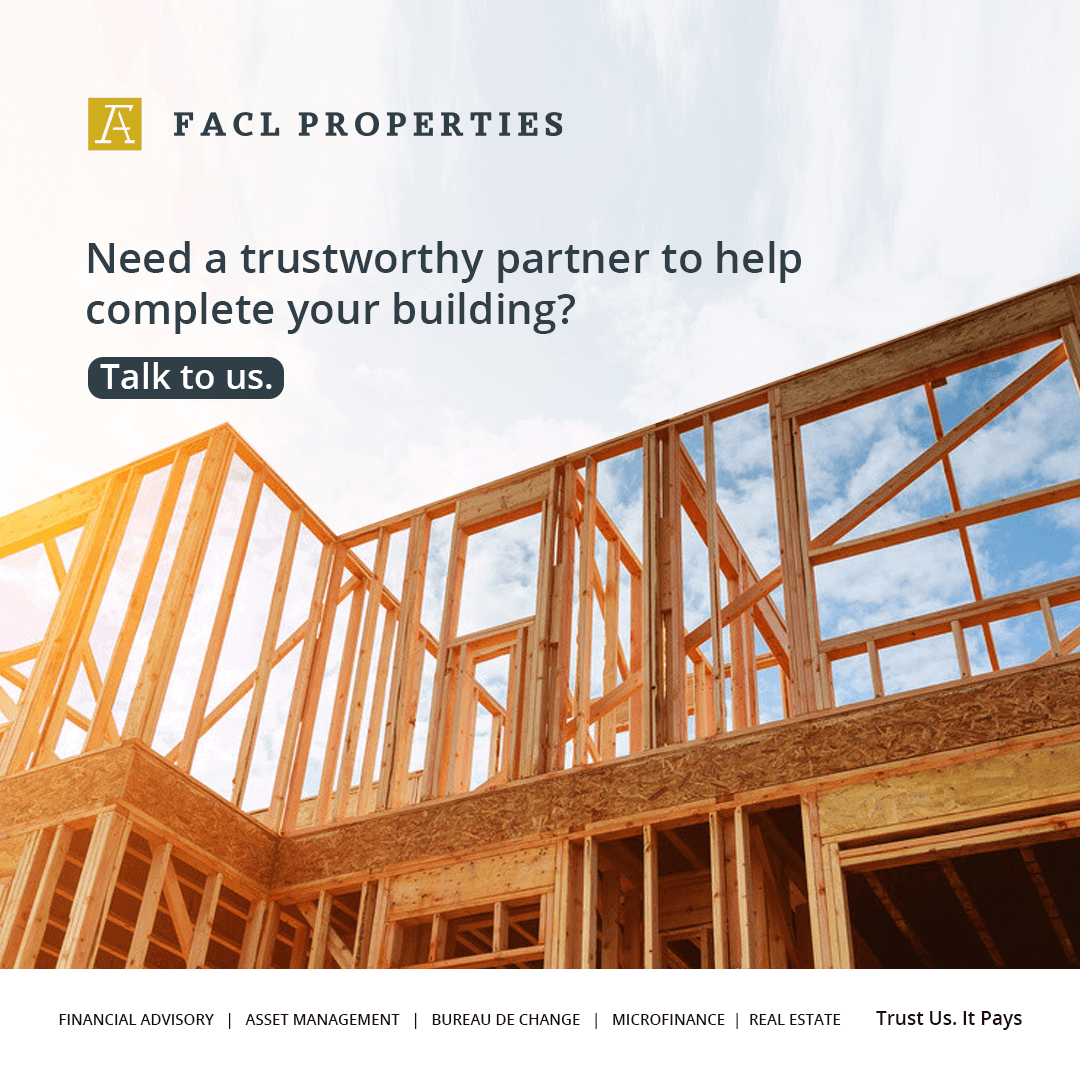 FACL PROPERTIES
Need a trustworthy partner to help
complete your building?
Talk to us.
FINANCIAL ADVISORY | ASSET MANAGEMENT | BUREAU DE CHANGE | MICROFINANCE | REAL ESTATE Trust Us. It Pays